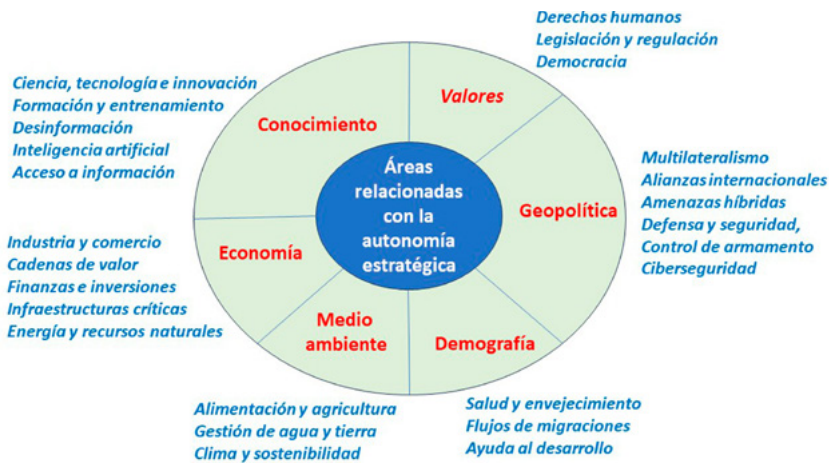 Áreas
relacionadas
con la
autonomía
estratégica
Valores
Derechos humanos
Legislación y regulación
Democracia
Geopolítica
Multilateralismo
Alianzas internacionales
Amenazas híbridas
Defensa y seguridad,
Control de armamento
Ciberseguridad
Demografía
Salud y envejecimiento
Flujos de migraciones
Ayuda al desarrollo
Medio
ambiente
Alimentación y agricultura
Gestión de agua y tierra
Clima y sostenibilidad
Economía
Industria y comercio
Cadenas de valor
Finanzas e inversiones
Infraestructuras críticas
Energía y recursos naturales
Conocimiento
Ciencia, tecnología e innovación
Formación y entrenamiento
Desinformación
Inteligencia artificial
Acceso a información